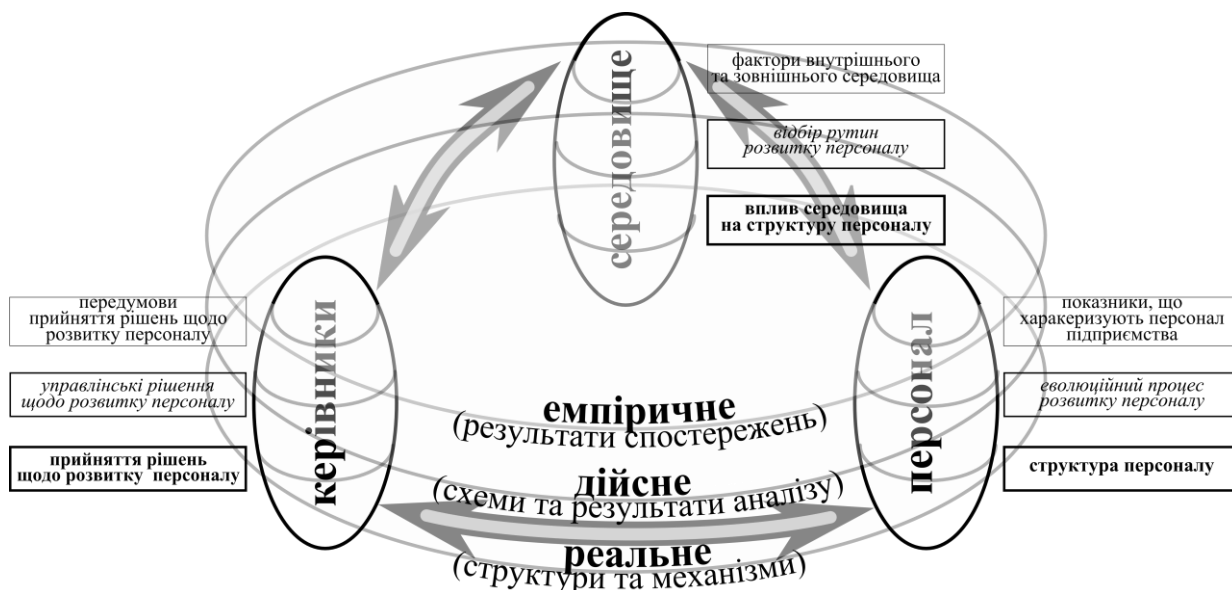 середовище
фактори внутрішнього
та зовнішнього середовища
відбір рутин
розвитку персоналу
вплив середовища
на структуру персоналу
керівники
передумови
прийняття рішень щодо
розвитку персоналу
управлінські рішення
щодо розвитку персоналу
прийняття рішень
щодо розвитку персоналу
персонал
показники, що
харакеризують персонал
підприємства
еволюційний процес
розвитку персоналу
структура персоналу
емпіричне
(результати спостережень)
дійсне
(схеми та результати аналізу)
реальне
(структури та механізми)